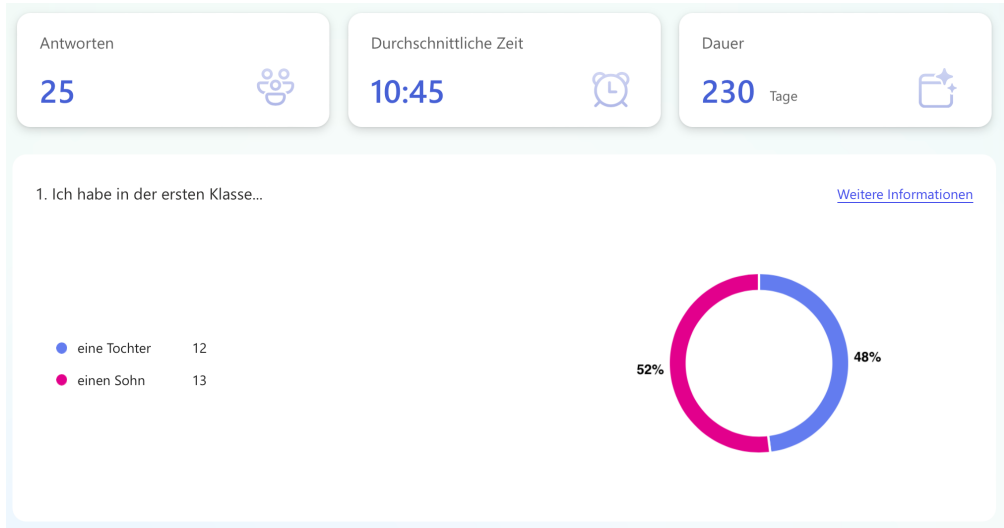 Antworten
25
Durchschnittliche Zeit
10:45
Dauer
230 Tage
1. Ich habe in der ersten Klasse...
Weitere Informationen
eine Tochter 12
einen Sohn 13
52%
48%